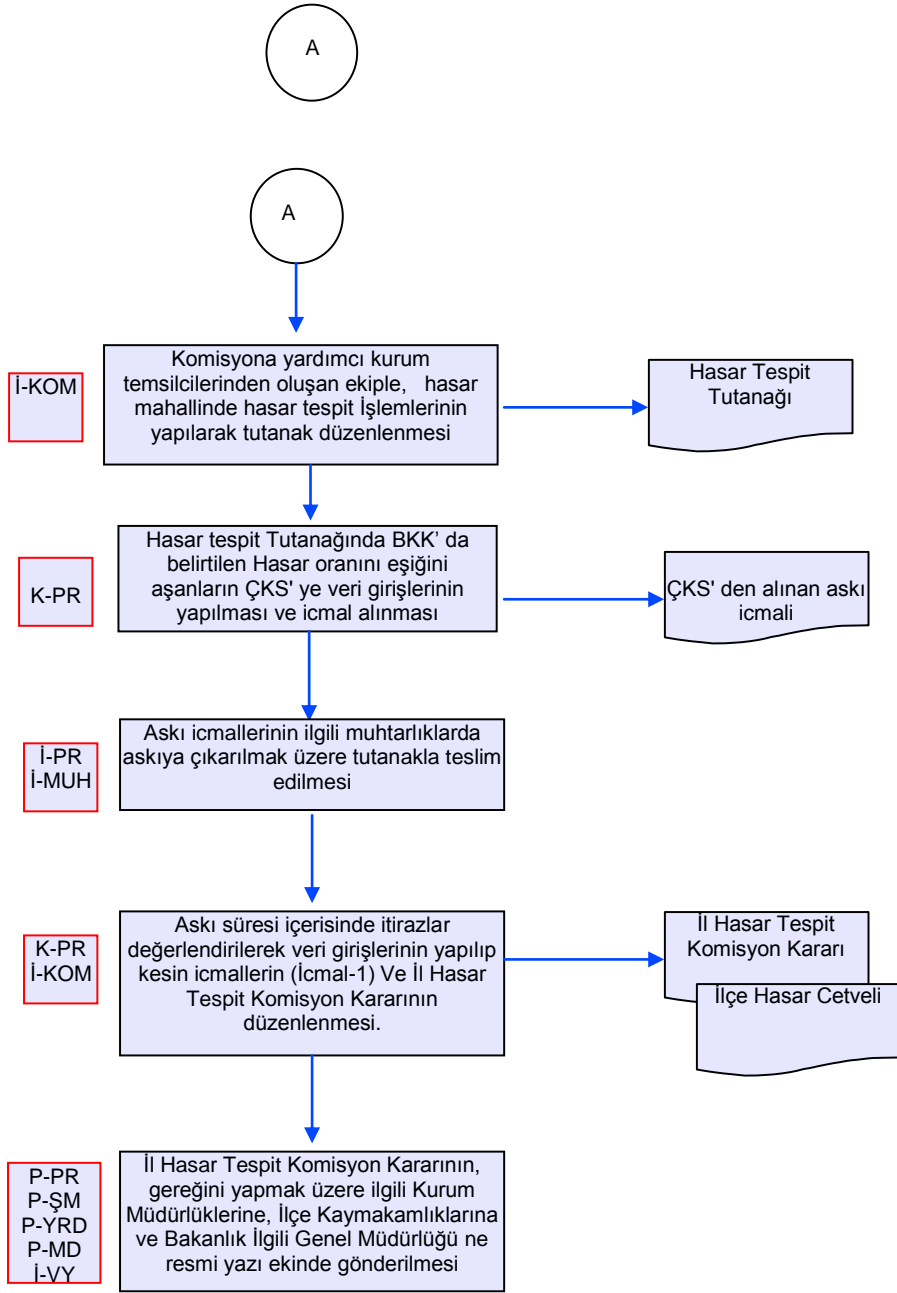 A
A
İ-KOM
Komisyona yardımcı kurum
temsilcilerinden oluşan ekiple, hasar
mahallinde hasar tespit İşlemlerinin
yapılarak tutanak düzenlenmesi
Hasar Tespit
Tutanağı
K-PR
Hasar tespit Tutanağında BKK’ da
belirtilen Hasar oranını eşiğini
aşanların ÇKS' ye veri girişlerinin
yapılması ve icmal alınması
ÇKS' den alınan askı
icmali
İ-PR
İ-MUH
Askı icmallerinin ilgili muhtarlıklarda
askıya çıkarılmak üzere tutanakla teslim
edilmesi
K-PR
İ-KOM
Askı süresi içerisinde itirazlar
değerlendirilerek veri girişlerinin yapılıp
kesin icmallerin (İcmal-1) Ve İl Hasar
Tespit Komisyon Kararının
düzenlenmesi.
İl Hasar Tespit
Komisyon Kararı
İlçe Hasar Cetveli
P-PR
P-ŞM
P-YRD
P-MD
İ-VY
İl Hasar Tespit Komisyon Kararının,
gereğini yapmak üzere ilgili Kurum
Müdürlüklerine, İlçe Kaymakamlıklarına
ve Bakanlık İlgili Genel Müdürlüğü ne
resmi yazı ekinde gönderilmesi